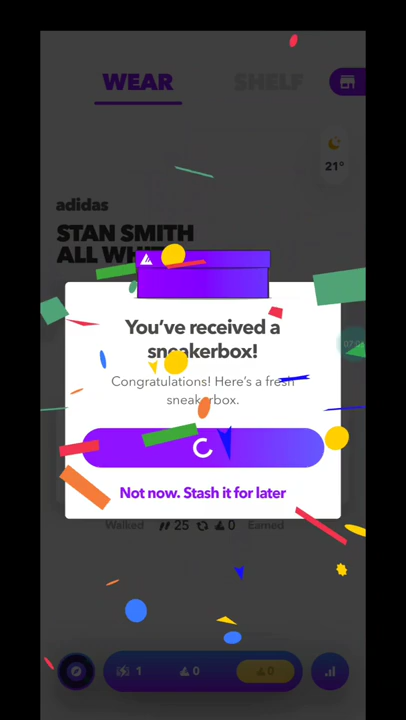 WEAR SHELF
21°
adidas
STAN SMITH
ALL WHITE
You've received a
sneakerbox!
Congratulations! Here's a fresh
sneakerbox.
Not now. Stash it for later
Walked 25 0 Earned
1 0 0